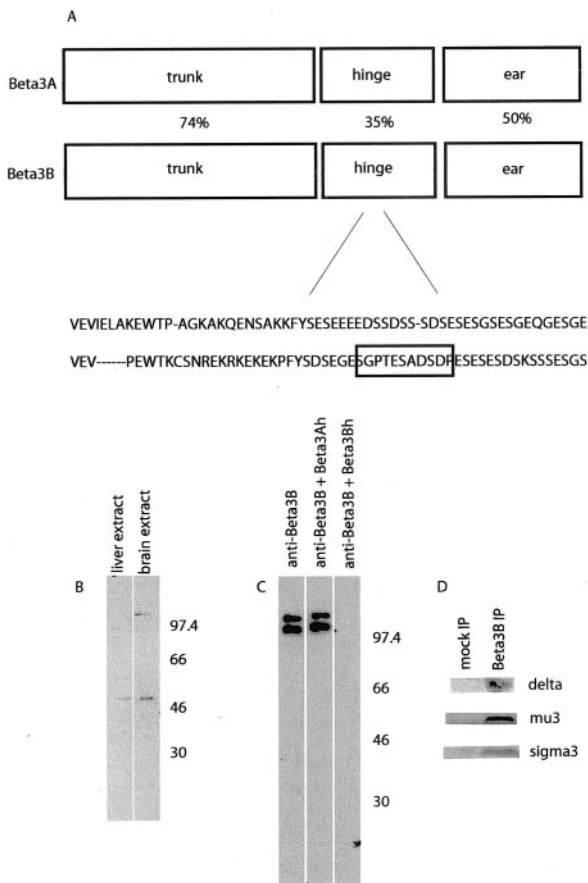 A
Beta3A
trunk
hinge
ear
74%
35%
50%
Beta3B
trunk
hinge
ear
VEVIELAKEWTP-AGKAKQENSAKKFYSESEEEEDSSDSS-SDSESESGSESGEQGESGE
VEV------PEWTKCSNREKRKEKEKPFYSDSEGESGPTESADSDPESESESDSKSSSESGS
B
liver extract
brain extract
97.4
66
46
30
C
anti-Beta3B
anti-Beta3B + Beta3Ah
anti-Beta3B + Beta3Bh
97.4
66
46
30
D
mock IP
Beta3B IP
delta
mu3
sigma3